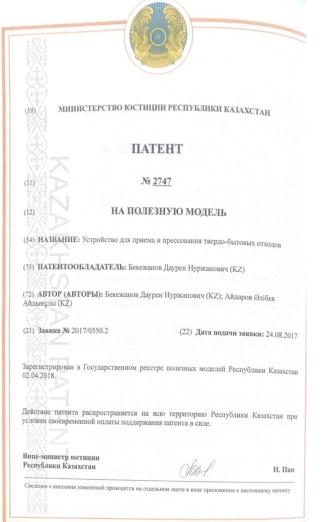 (19) МИНИСТЕРСТВО ЮСТИЦИИ РЕСПУБЛИКИ КАЗАХСТАН
ПАТЕНТ
(11) № 2747
(12) НА ПОЛЕЗНУЮ МОДЕЛЬ
(54) НАЗВАНИЕ: Устройство для приема и прессования твердо-бытовых отходов
(73) ПАТЕНТООБЛАДАТЕЛЬ: Бекежанов Даурен Нуржанович (KZ)
(72) АВТОР (АВТОРЫ): Бекежанов Даурен Нуржанович (KZ); Айдаров Әлібек
Айдынұлы (KZ)
(21) Заявка № 2017/0550.2 (22) Дата подачи заявки: 24.08.2017
Зарегистрирован в Государственном реестре полезных моделей Республики Казахстан
02.04.2018.
Действие патента распространяется на всю территорию Республики Казахстан при
условии своевременной оплаты поддержания патента в силе.
Вице-министр юстиции
Республики Казахстан Н. Пан
Сведения о внесении изменений приводятся на отдельном листе в виде приложения к настоящему патенту
KAZAKHSTAN PATENT